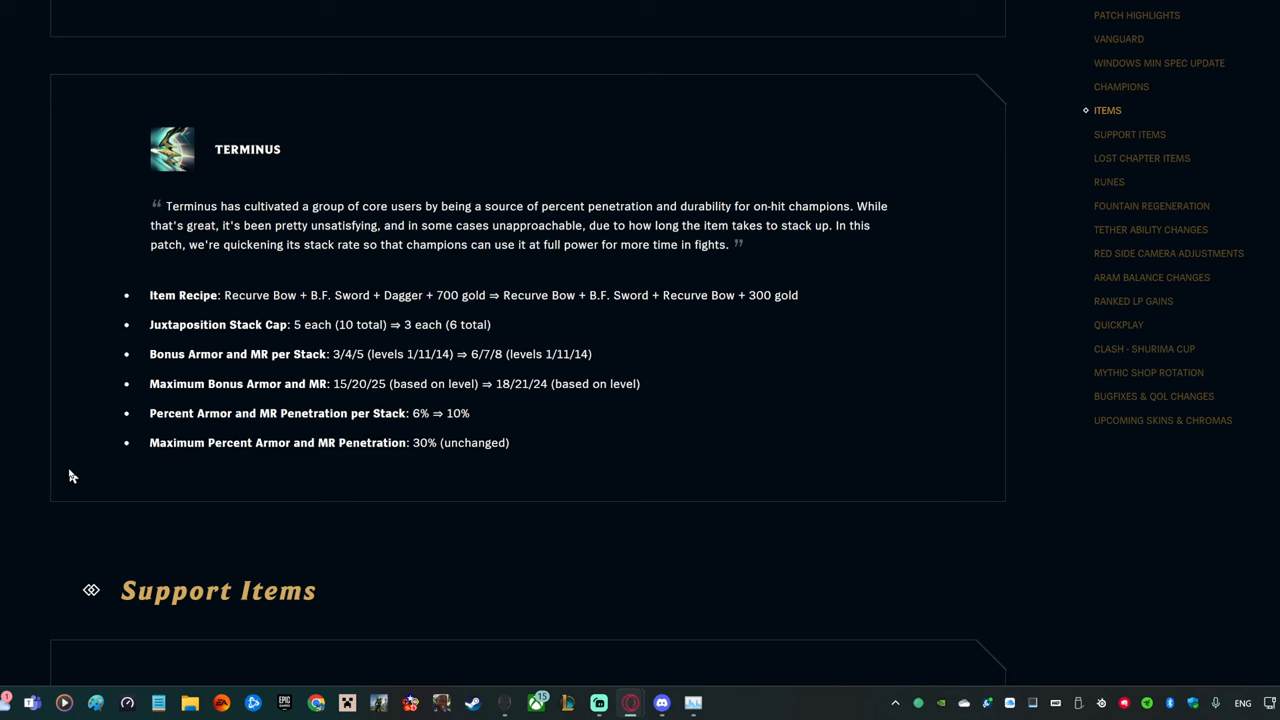 PATCH HIGHLIGHTS
VANGUARD
WINDOWS MIN SPEC UPDATE
CHAMPIONS
ITEMS
SUPPORT ITEMS
LOST CHAPTER ITEMS
RUNES
FOUNTAIN REGENERATION
TETHER ABILITY CHANGES
RED SIDE CAMERA ADJUSTMENTS
ARAM BALANCE CHANGES
RANKED LP GAINS
QUICKPLAY
CLASH - SHURIMA CUP
MYTHIC SHOP ROTATION
BUGFIXES & QOL CHANGES
UPCOMING SKINS & CHROMAS
TERMINUS
“ Terminus has cultivated a group of core users by being a source of percent penetration and durability for on-hit champions. While
that's great, it's been pretty unsatisfying, and in some cases unapproachable, due to how long the item takes to stack up. In this
patch, we're quickening its stack rate so that champions can use it at full power for more time in fights. ”
• Item Recipe: Recurve Bow + B.F. Sword + Dagger + 700 gold ⇒ Recurve Bow + B.F. Sword + Recurve Bow + 300 gold
• Juxtaposition Stack Cap: 5 each (10 total) ⇒ 3 each (6 total)
• Bonus Armor and MR per Stack: 3/4/5 (levels 1/11/14) ⇒ 6/7/8 (levels 1/11/14)
• Maximum Bonus Armor and MR: 15/20/25 (based on level) ⇒ 18/21/24 (based on level)
• Percent Armor and MR Penetration per Stack: 6% ⇒ 10%
• Maximum Percent Armor and MR Penetration: 30% (unchanged)
Support Items
1
EPIC
15
ENG